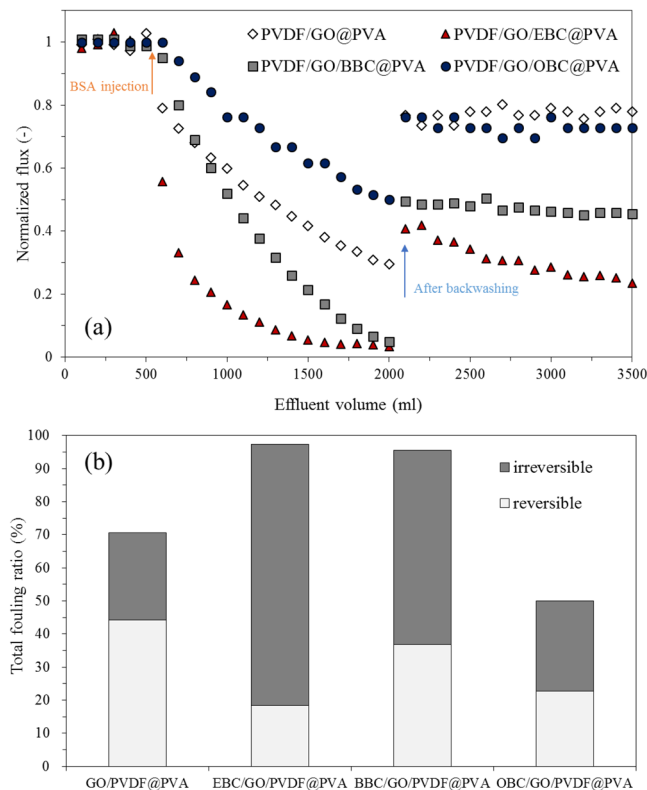 PVDF/GO@PVA
PVDF/GO/EBC@PVA
PVDF/GO/BBC@PVA
PVDF/GO/OBC@PVA
BSA injection
After backwashing
(a)
Normalized flux (-)
1
0.8
0.6
0.4
0.2
0
0
500
1000
1500
2000
2500
3000
3500
Effluent volume (ml)
(b)
irreversible
reversible
Total fouling ratio (%)
100
90
80
70
60
50
40
30
20
10
0
GO/PVDF@PVA
EBC/GO/PVDF@PVA
BBC/GO/PVDF@PVA
OBC/GO/PVDF@PVA